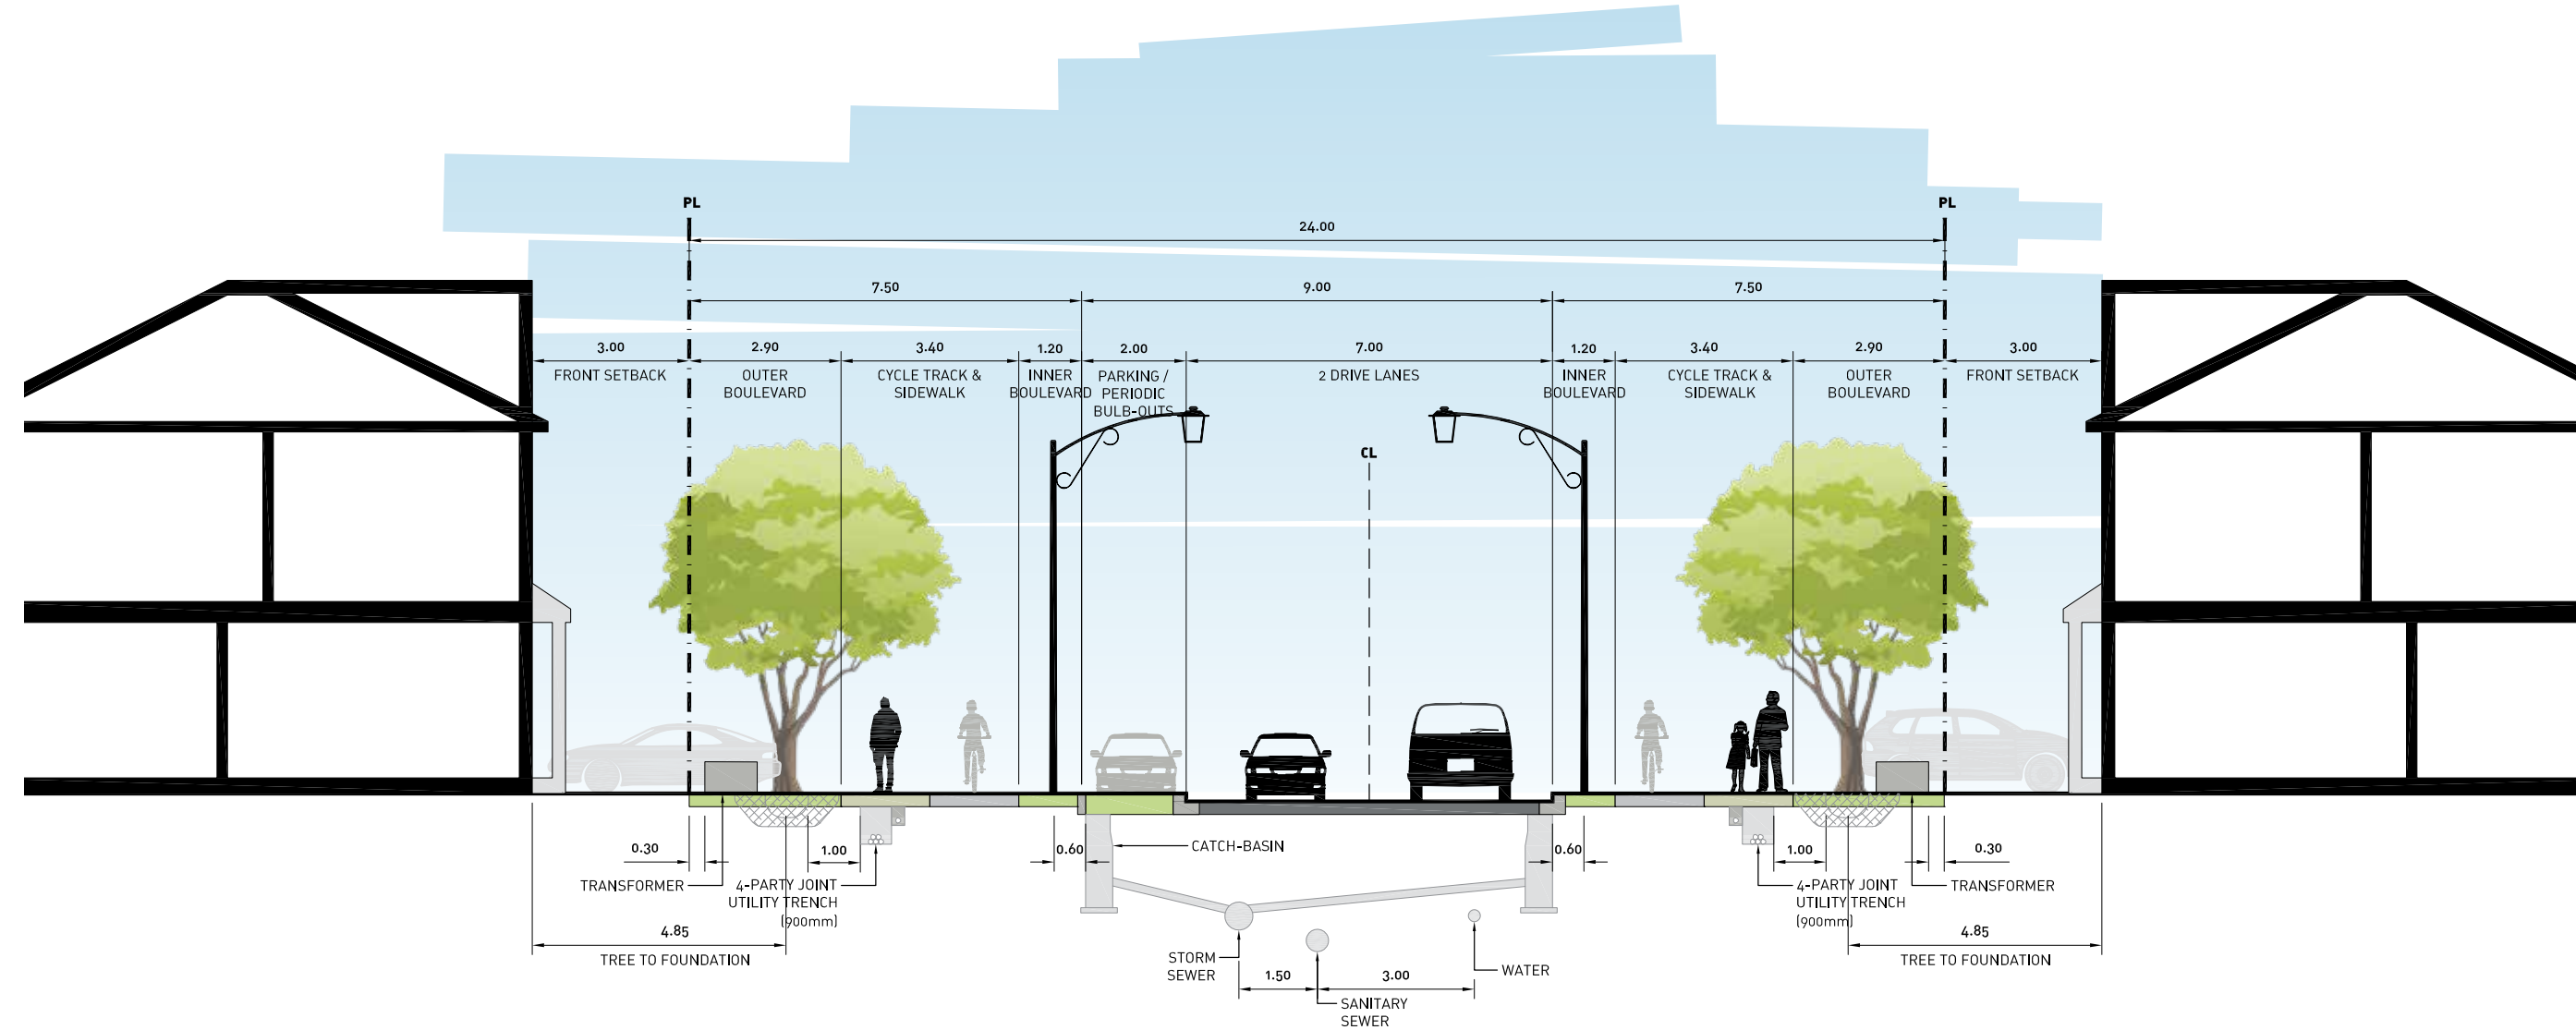 PL
PL
24.00
7.50
9.00
7.50
3.00
2.90
3.40
1.20
2.00
7.00
1.20
3.40
2.90
3.00
FRONT SETBACK
OUTER
BOULEVARD
CYCLE TRACK &
SIDEWALK
INNER
BOULEVARD
PARKING /
PERIODIC
BULB-OUTS
2 DRIVE LANES
INNER
BOULEVARD
CYCLE TRACK &
SIDEWALK
OUTER
BOULEVARD
FRONT SETBACK
CL
0.30
1.00
0.60
CATCH-BASIN
0.60
1.00
0.30
TRANSFORMER
4-PARTY JOINT
UTILITY TRENCH
(900mm)
4-PARTY JOINT
UTILITY TRENCH
(900mm)
TRANSFORMER
4.85
TREE TO FOUNDATION
STORM
SEWER
1.50
3.00
WATER
SANITARY
SEWER
4.85
TREE TO FOUNDATION